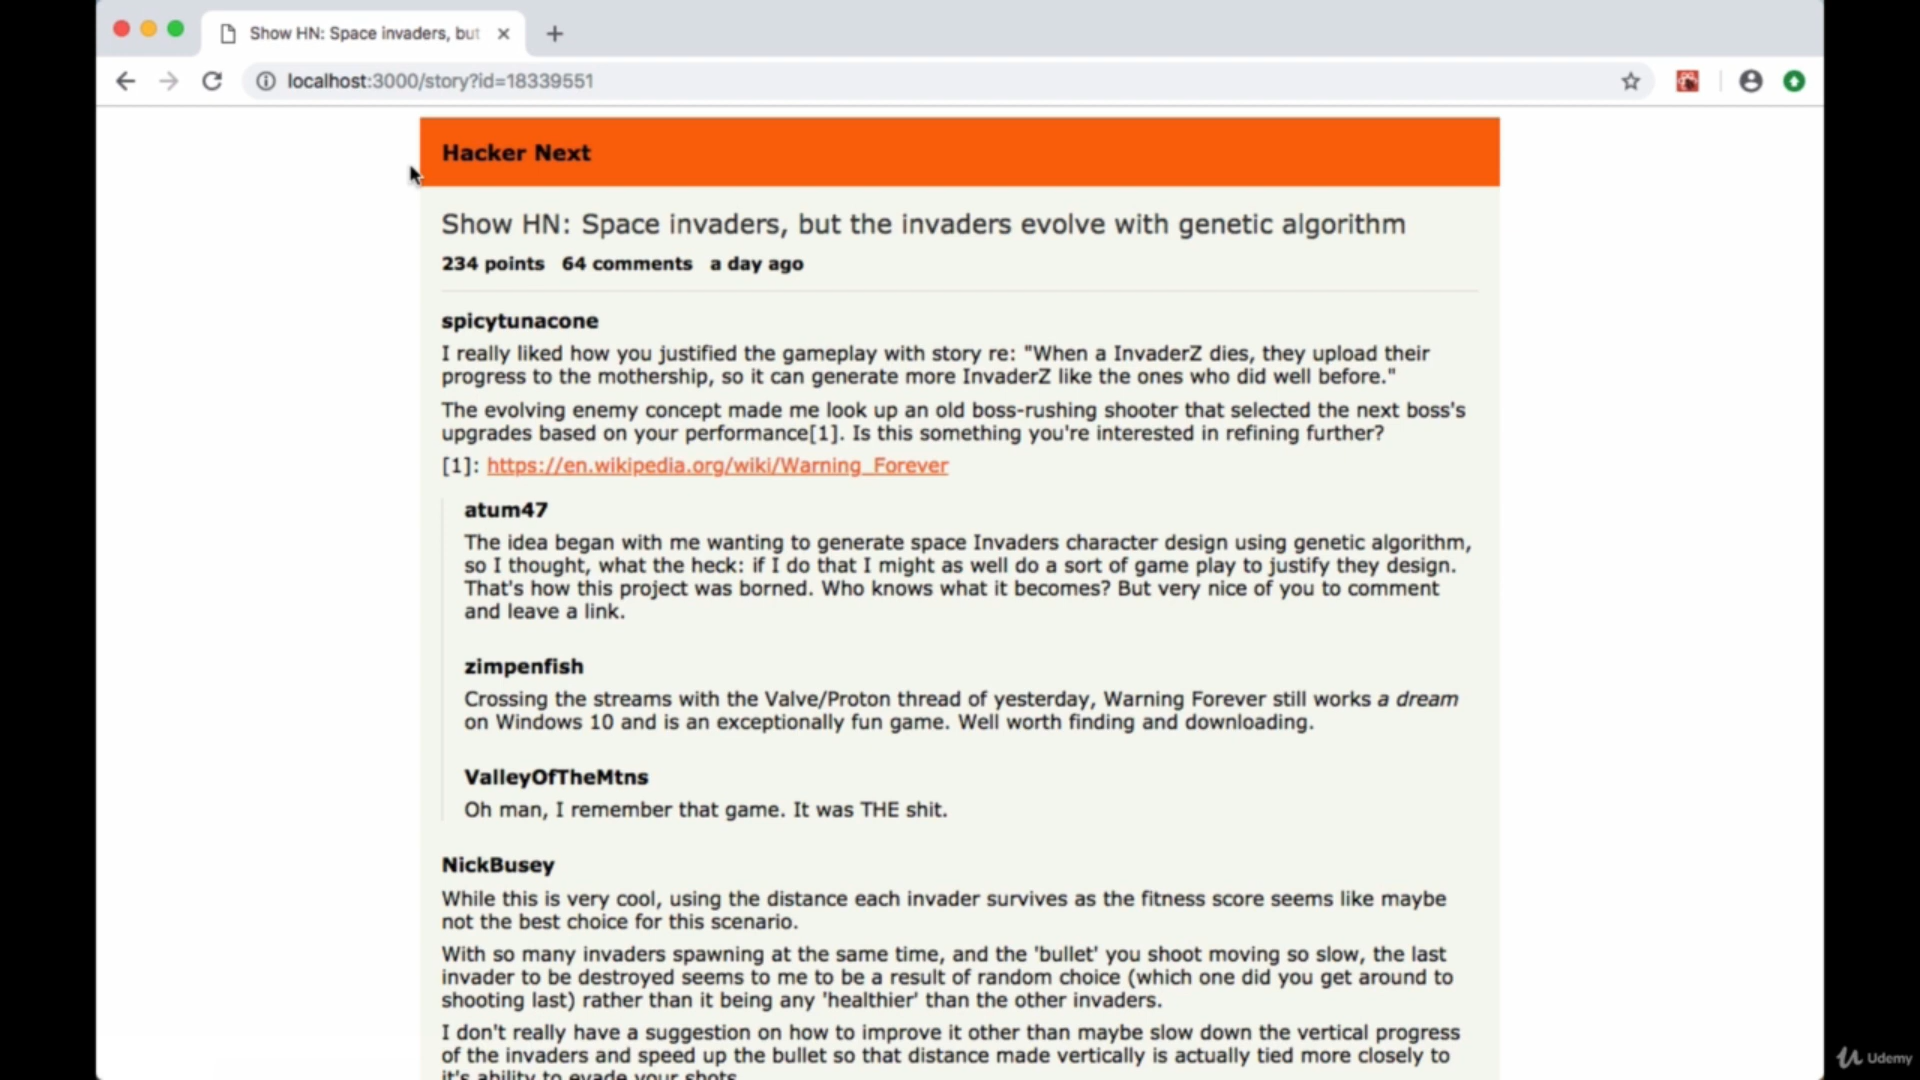 Show HN: Space invaders, but
localhost:3000/story?id=18339551
Hacker Next
Show HN: Space invaders, but the invaders evolve with genetic algorithm
234 points 64 comments a day ago
spicytunacone
I really liked how you justified the gameplay with story re: "When a InvaderZ dies, they upload their
progress to the mothership, so it can generate more InvaderZ like the ones who did well before."
The evolving enemy concept made me look up an old boss-rushing shooter that selected the next boss's
upgrades based on your performance[1]. Is this something you're interested in refining further?
[1]: https://en.wikipedia.org/wiki/Warning_Forever
atum47
The idea began with me wanting to generate space Invaders character design using genetic algorithm,
so I thought, what the heck: if I do that I might as well do a sort of game play to justify they design.
That's how this project was borned. Who knows what it becomes? But very nice of you to comment
and leave a link.
zimpenfish
Crossing the streams with the Valve/Proton thread of yesterday, Warning Forever still works a dream
on Windows 10 and is an exceptionally fun game. Well worth finding and downloading.
ValleyOfTheMtns
Oh man, I remember that game. It was THE shit.
NickBusey
While this is very cool, using the distance each invader survives as the fitness score seems like maybe
not the best choice for this scenario.
With so many invaders spawning at the same time, and the 'bullet' you shoot moving so slow, the last
invader to be destroyed seems to me to be a result of random choice (which one did you get around to
shooting last) rather than it being any 'healthier' than the other invaders.
I don't really have a suggestion on how to improve it other than maybe slow down the vertical progress
of the invaders and speed up the bullet so that distance made vertically is actually tied more closely to
it's ability to evade your shots.
Udemy